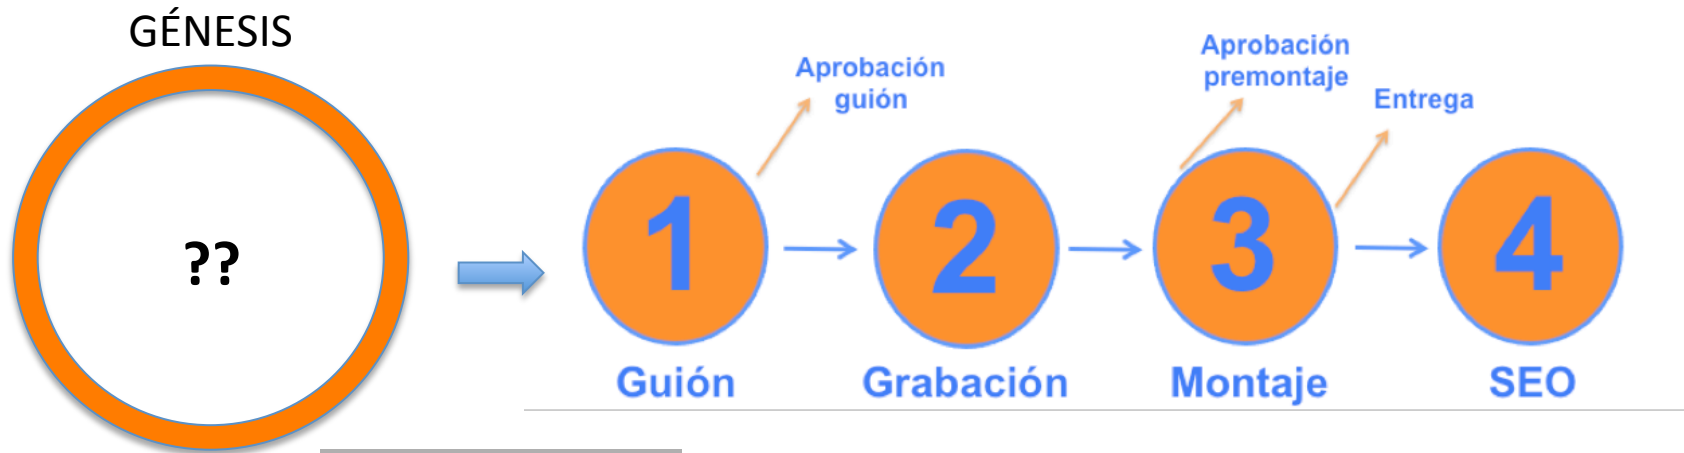 GÉNESIS
??
Aprobación
guión
Aprobación
premontaje
Entrega
1
2
3
4
Guión
Grabación
Montaje
SEO